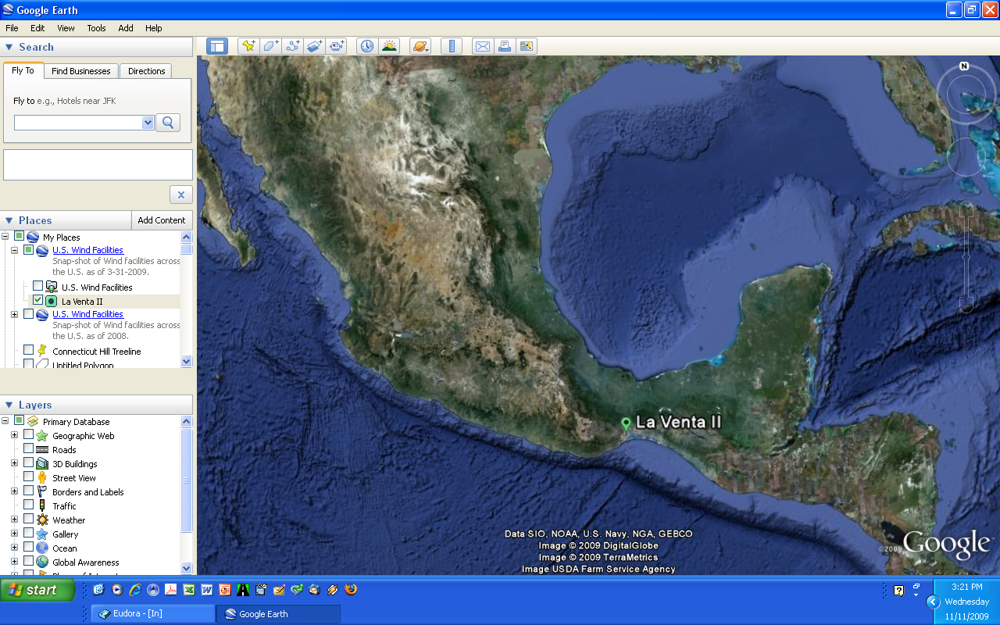 Google Earth
File Edit View Tools Add Help
Search
Fly To Find Businesses Directions
Fly to e.g., Hotels near JFK
Places
Add Content
My Places
U.S. Wind Facilities
Snap-shot of Wind facilities across
the U.S. as of 3-31-2009.
U.S. Wind Facilities
La Venta II
U.S. Wind Facilities
Snap-shot of Wind facilities across
the U.S. as of 2008.
Connecticut Hill Treeline
Untitled Polygon
Layers
Primary Database
Geographic Web
Roads
3D Buildings
Street View
Borders and Labels
Traffic
Weather
Gallery
Ocean
Global Awareness
N
La Venta II
Data SIO, NOAA, U.S. Navy, NGA, GEBCO
Image © 2009 DigitalGlobe
Image © 2009 TerraMetrics
Image USDA Farm Service Agency
©2009 Google
start
Eudora - [In]
Google Earth
3:21 PM
Wednesday
11/11/2009